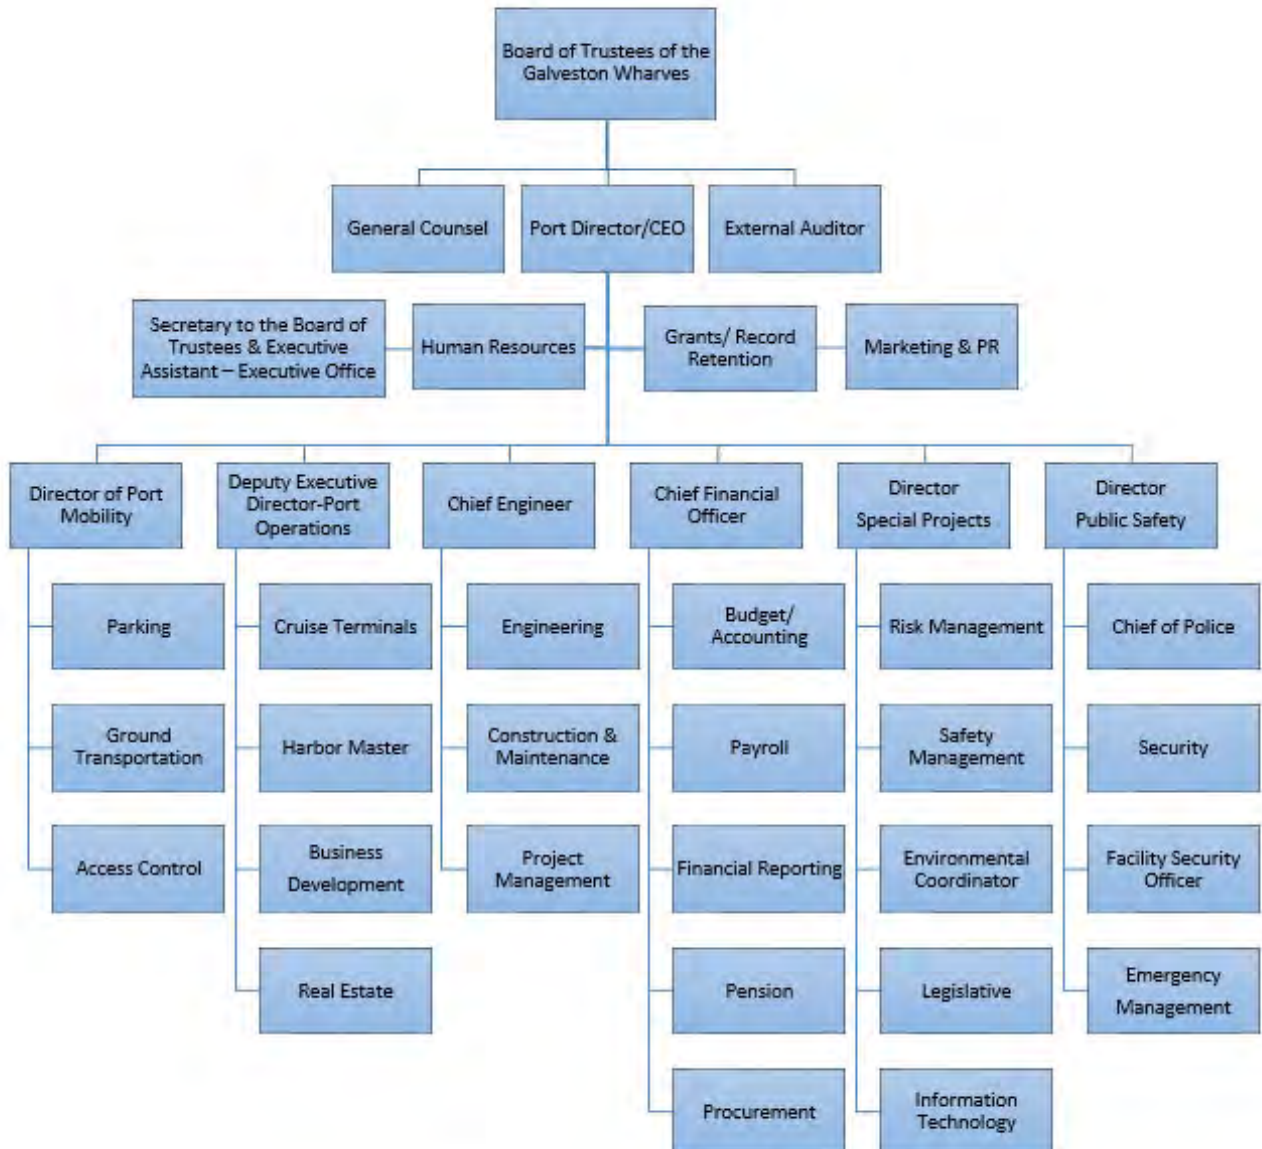 Board of Trustees of the
Galveston Wharves
General Counsel
Port Director/CEO
External Auditor
Secretary to the Board of
Trustees & Executive
Assistant – Executive Office
Human Resources
Grants/ Record
Retention
Marketing & PR
Director of Port
Mobility
Deputy Executive
Director-Port
Operations
Chief Engineer
Chief Financial
Officer
Director
Special Projects
Director
Public Safety
Parking
Cruise Terminals
Engineering
Budget/
Accounting
Risk Management
Chief of Police
Ground
Transportation
Harbor Master
Construction &
Maintenance
Payroll
Safety
Management
Security
Access Control
Business
Development
Project
Management
Financial Reporting
Environmental
Coordinator
Facility Security
Officer
Real Estate
Pension
Legislative
Emergency
Management
Procurement
Information
Technology